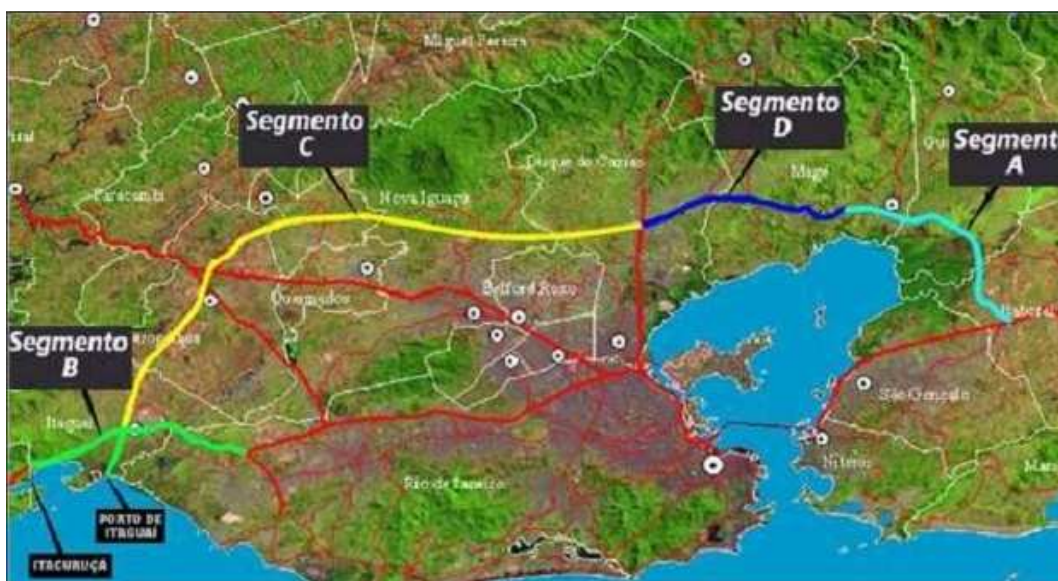 Miguel Pereira
Segmento
C
Segmento
D
Duque de Caxias
Magé
Segment
A
Paracambi
Nova Iguaçu
Queimados
Belford Roxo
Segmento
B
Itaguaí
São Gonçalo
Niterói
Rio de Janeiro
PORTO DE
ITAGUAÍ
ITACURUÇA